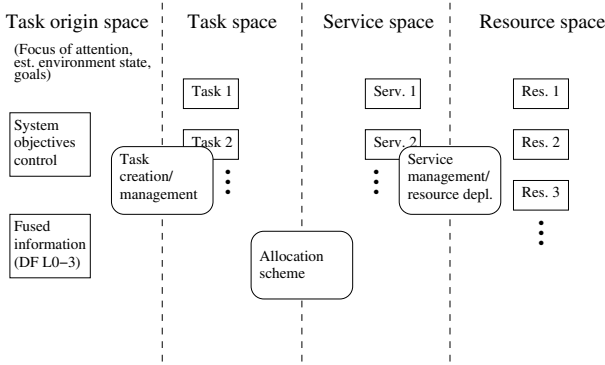 Task origin space
(Focus of attention,
est. environment state,
goals)
System
objectives
control
Fused
information
(DF L0−3)
Task
creation/
management
Task space
Task 1
Task 2
Allocation
scheme
Service space
Serv. 1
Serv. 2
Service
management/
resource depl.
Resource space
Res. 1
Res. 2
Res. 3